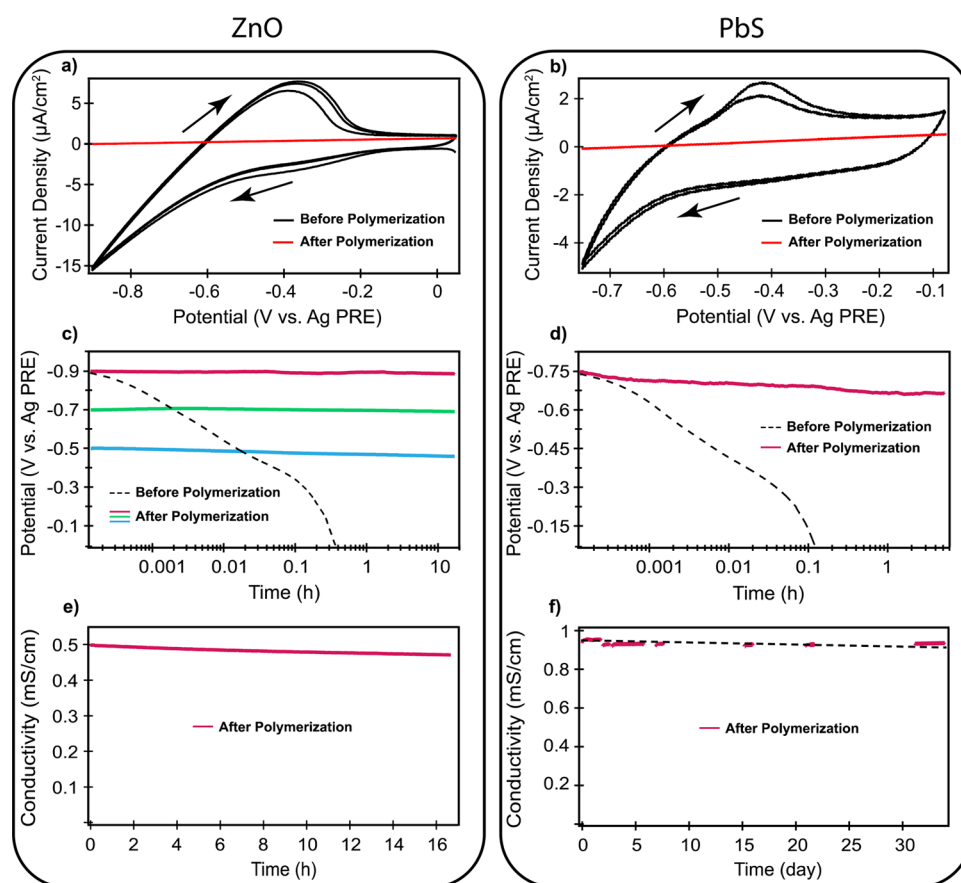 ZnO
PbS
a)
Current Density (µA/cm²)
5
0
-5
-10
-15
Before Polymerization
After Polymerization
-0.8
-0.6
-0.4
-0.2
0
Potential (V vs. Ag PRE)
b)
Current Density (µA/cm²)
2
0
-2
-4
Before Polymerization
After Polymerization
-0.7
-0.6
-0.5
-0.4
-0.3
-0.2
-0.1
Potential (V vs. Ag PRE)
c)
Potential (V vs. Ag PRE)
-0.9
-0.7
-0.5
-0.3
-0.1
Before Polymerization
After Polymerization
0.001
0.01
0.1
1
10
Time (h)
d)
Potential (V vs. Ag PRE)
-0.75
-0.6
-0.45
-0.3
-0.15
Before Polymerization
After Polymerization
0.001
0.01
0.1
1
Time (h)
e)
Conductivity (mS/cm)
0.5
0.4
0.3
0.2
0.1
After Polymerization
0
2
4
6
8
10
12
14
16
Time (h)
f)
Conductivity (mS/cm)
1
0.8
0.6
0.4
0.2
After Polymerization
0
5
10
15
20
25
30
Time (day)